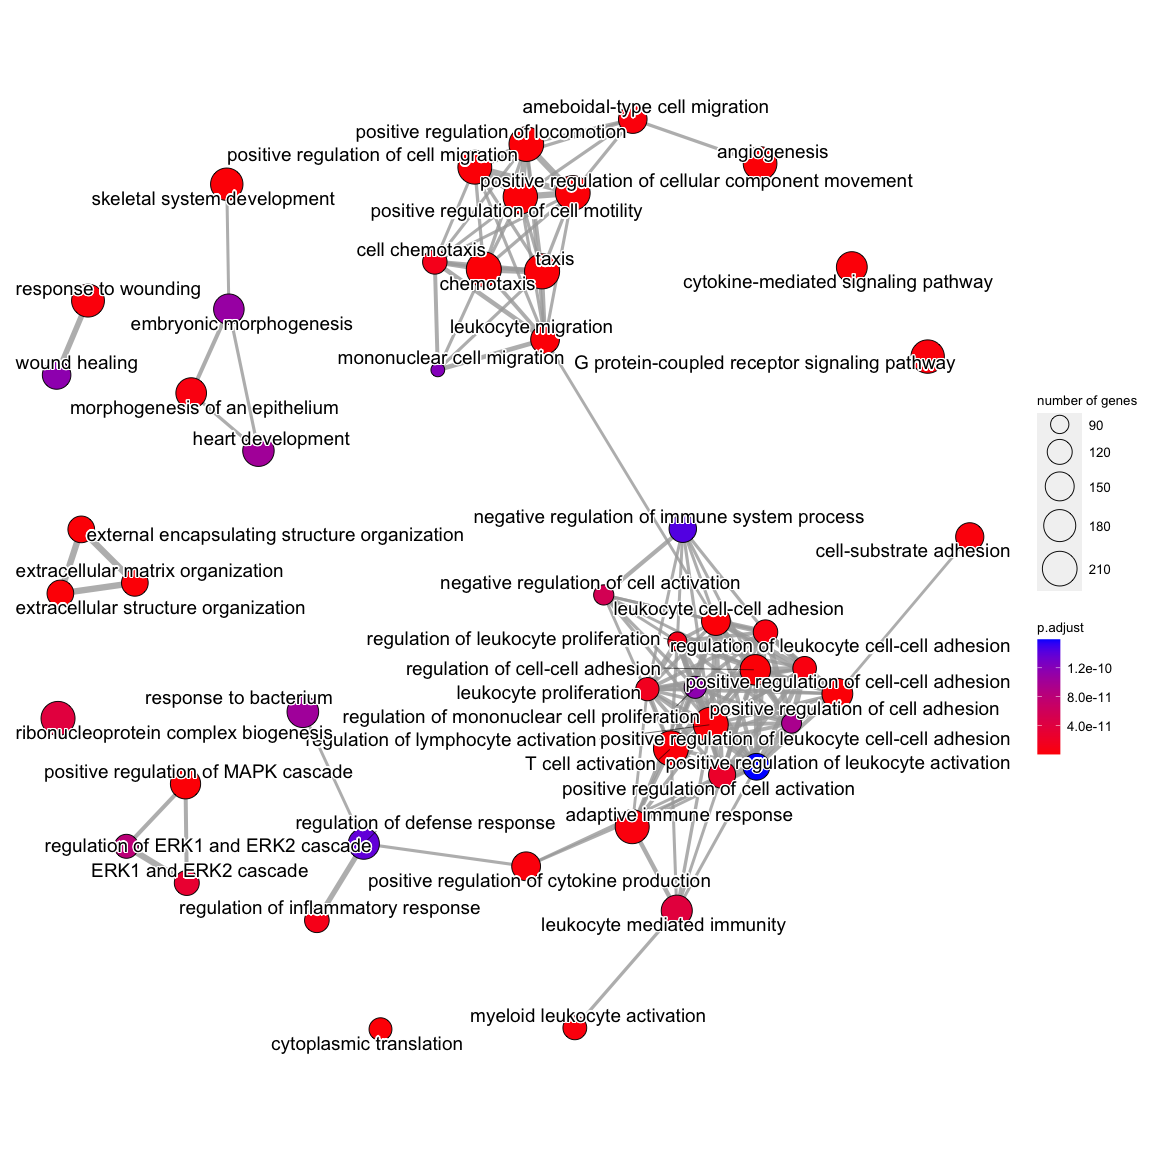 ameboidal-type cell migration
positive regulation of locomotion
positive regulation of cell migration
angiogenesis
positive regulation of cellular component movement
skeletal system development
positive regulation of cell motility
cell chemotaxis
taxis
chemotaxis
cytokine-mediated signaling pathway
response to wounding
embryonic morphogenesis
leukocyte migration
mononuclear cell migration
G protein-coupled receptor signaling pathway
wound healing
morphogenesis of an epithelium
heart development
number of genes
90
120
150
180
210
negative regulation of immune system process
external encapsulating structure organization
cell-substrate adhesion
extracellular matrix organization
negative regulation of cell activation
extracellular structure organization
leukocyte cell-cell adhesion
p.adjust
1.2e-10
8.0e-11
4.0e-11
regulation of leukocyte proliferation
regulation of leukocyte cell-cell adhesion
regulation of cell-cell adhesion
positive regulation of cell-cell adhesion
leukocyte proliferation
response to bacterium
positive regulation of cell adhesion
regulation of mononuclear cell proliferation
ribonucleoprotein complex biogenesis
regulation of lymphocyte activation
positive regulation of leukocyte cell-cell adhesion
T cell activation
positive regulation of leukocyte activation
positive regulation of MAPK cascade
positive regulation of cell activation
adaptive immune response
regulation of defense response
regulation of ERK1 and ERK2 cascade
ERK1 and ERK2 cascade
positive regulation of cytokine production
regulation of inflammatory response
leukocyte mediated immunity
myeloid leukocyte activation
cytoplasmic translation